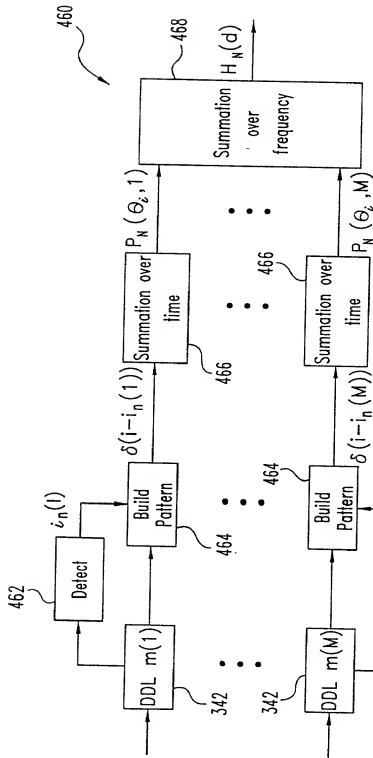 460
462
Detect
i_n(1)
DDL m(1)
342
Build
Pattern
464
δ(i-i_n(1))
Summation over
time
466
P_N(Θ_i,1)
Summation
over
frequency
468
H_N(d)
DDL m(M)
342
Build
Pattern
464
δ(i-i_n(M))
Summation over
time
466
P_N(Θ_i,M)